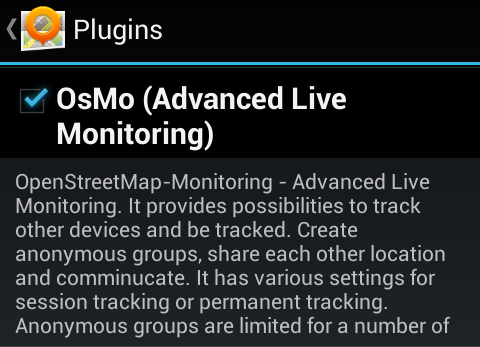 Plugins
OsMo (Advanced Live
Monitoring)
OpenStreetMap-Monitoring - Advanced Live
Monitoring. It provides possibilities to track
other devices and be tracked. Create
anonymous groups, share each other location
and comminucate. It has various settings for
session tracking or permanent tracking.
Anonymous groups are limited for a number of